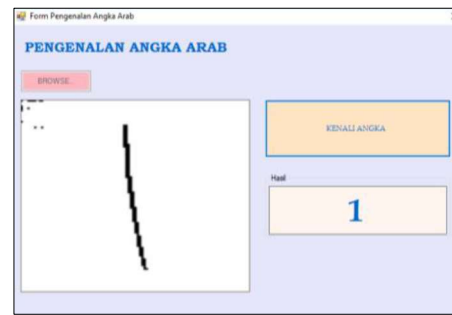 Form Pengenalan Angka Arab
PENGENALAN ANGKA ARAB
BROWSE...
KENALI ANGKA
Hasil
1